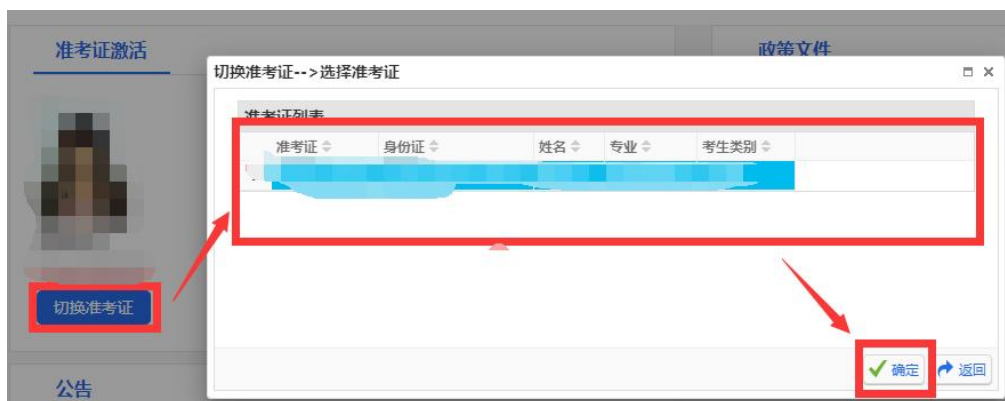 准考证激活
政策文件
切换准考证-->选择准考证
准考证列表
准考证 身份证 姓名 专业 考生类别
切换准考证
确定 返回
公告